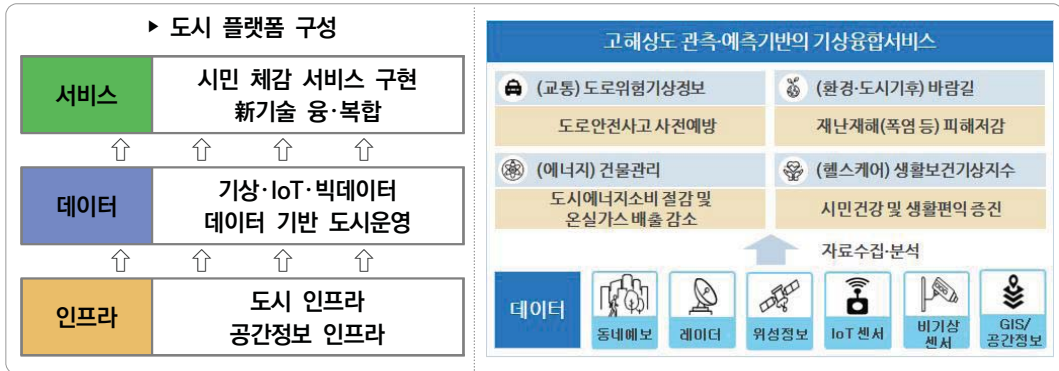 ▶ 도시 플랫폼 구성
서비스
시민 체감 서비스 구현
新기술 융·복합
데이터
기상·IoT·빅데이터
데이터 기반 도시운영
인프라
도시 인프라
공간정보 인프라
고해상도 관측·예측기반의 기상융합서비스
(교통) 도로위험기상정보
도로안전사고 사전예방
(환경·도시기후) 바람길
재난재해(폭염 등) 피해저감
(에너지) 건물관리
도시에너지소비 절감 및
온실가스 배출 감소
(헬스케어) 생활보건기상지수
시민건강 및 생활편익 증진
자료수집·분석
데이터
동네예보
레이더
위성정보
IoT 센서
비기상
센서
GIS/
공간정보